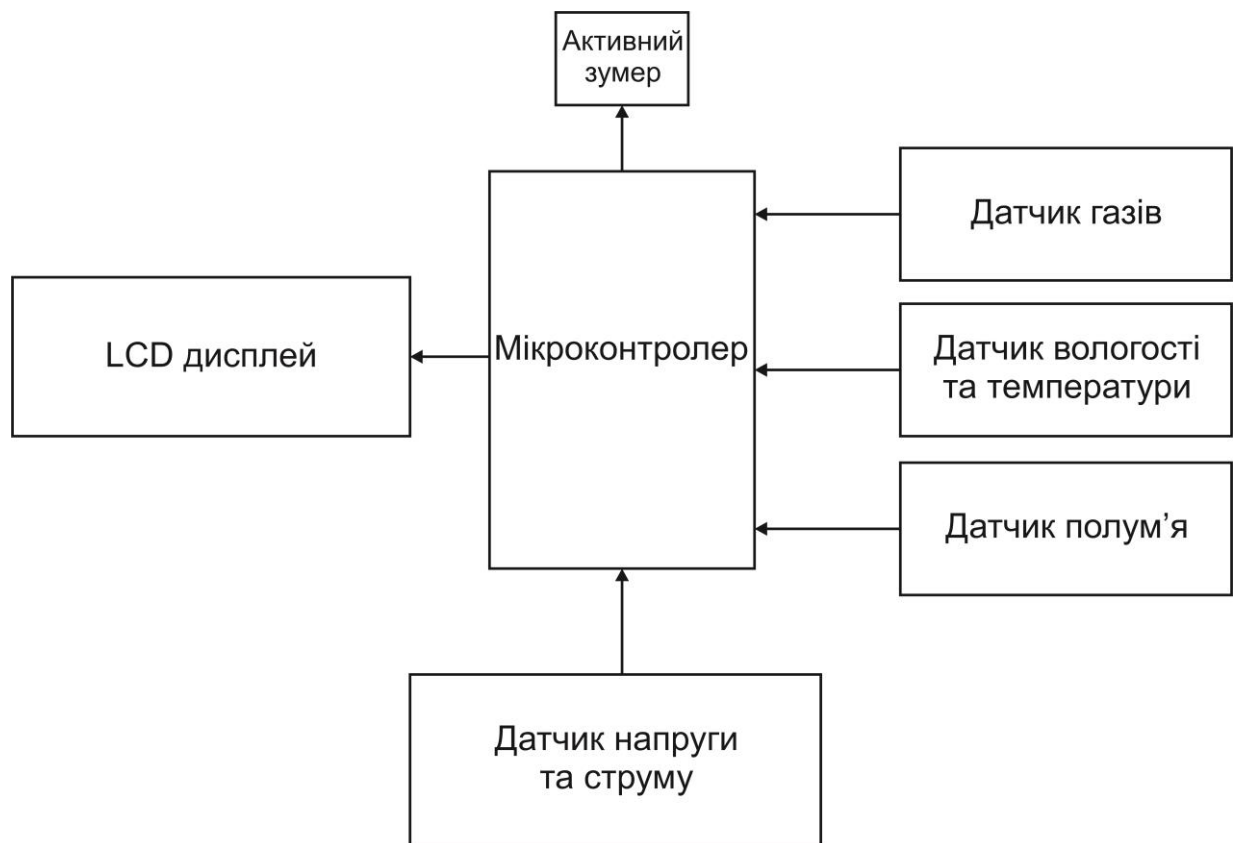 Активний
зумер
Датчик газів
LCD дисплей
Мікроконтролер
Датчик вологості
та температури
Датчик полум’я
Датчик напруги
та струму